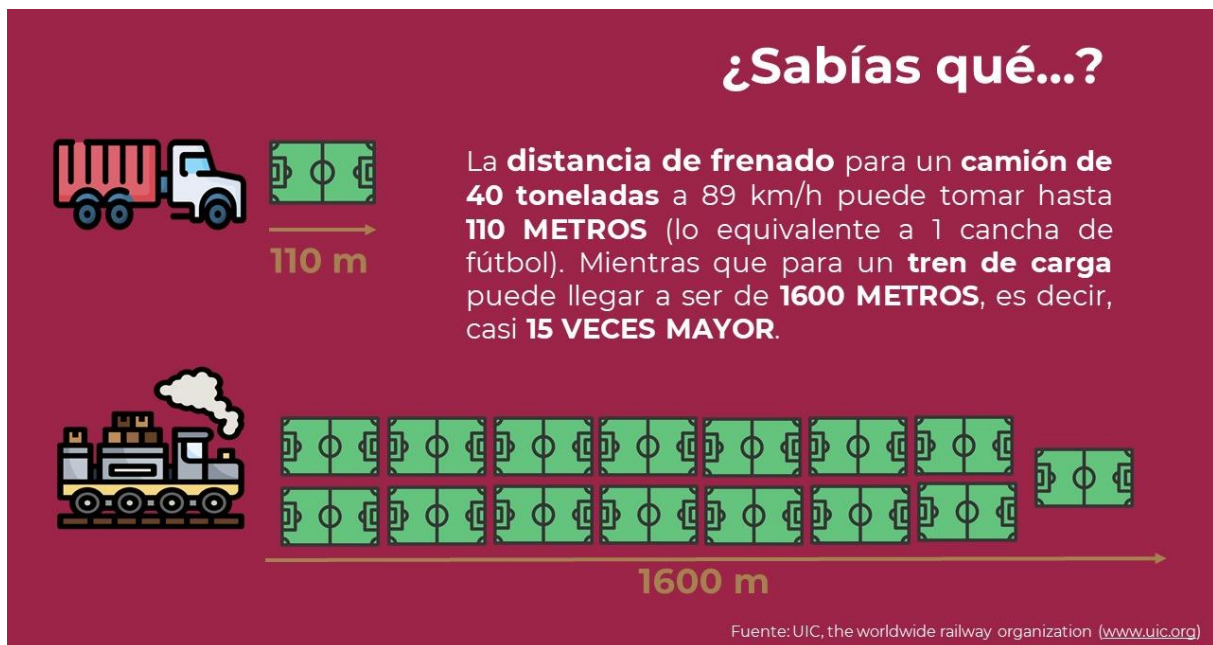 ¿Sabías qué...?
La distancia de frenado para un camión de
40 toneladas a 89 km/h puede tomar hasta
110 METROS (lo equivalente a 1 cancha de
fútbol). Mientras que para un tren de carga
puede llegar a ser de 1600 METROS, es decir,
casi 15 VECES MAYOR.
110 m
1600 m
Fuente: UIC, the worldwide railway organization (www.uic.org)